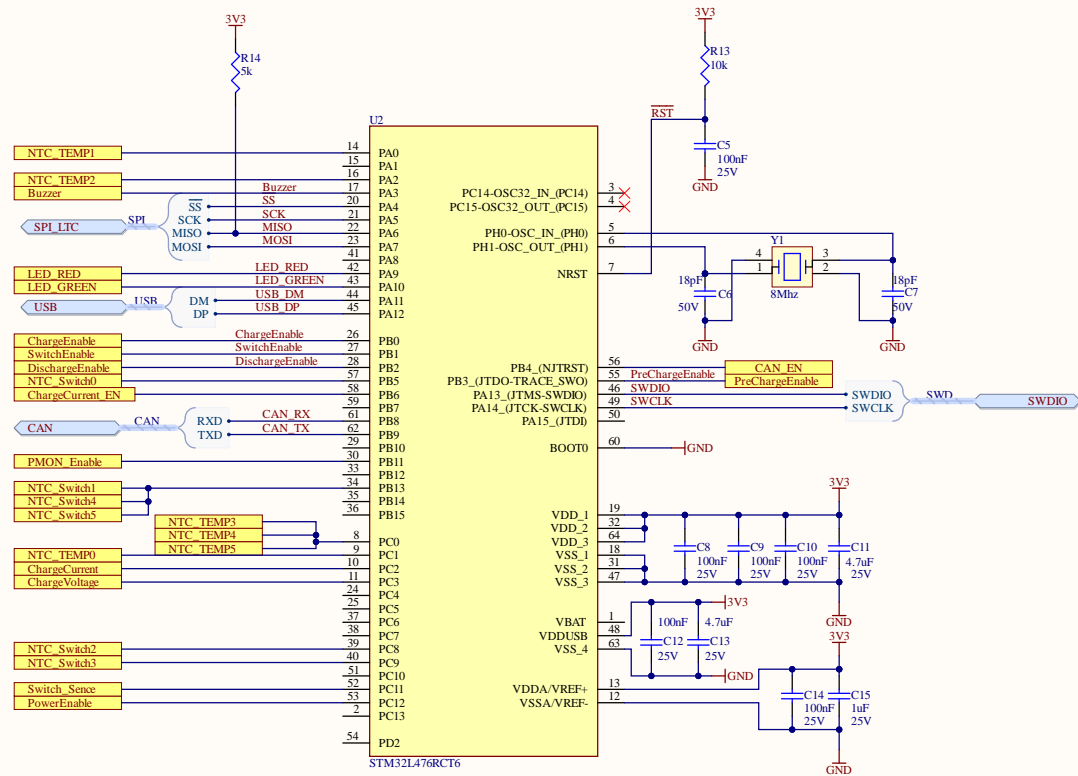 3V3
R14
5k
3V3
R13
10k
RST
C5
100nF
25V
GND
U2
NTC_TEMP1
14
PA0
15
PA1
NTC_TEMP2
16
PA2
Buzzer
Buzzer
17
PA3
SPI_LTC
SPI
SS
SS
20
PA4
SCK
SCK
21
PA5
MISO
MISO
22
PA6
MOSI
MOSI
23
PA7
41
PA8
LED_RED
LED_RED
42
PA9
LED_GREEN
LED_GREEN
43
PA10
USB
USB
DM
USB_DM
44
PA11
DP
USB_DP
45
PA12
ChargeEnable
ChargeEnable
26
PB0
SwitchEnable
SwitchEnable
27
PB1
DischargeEnable
DischargeEnable
28
PB2
NTC_Switch0
57
PB5
ChargeCurrent_EN
58
PB6
59
PB7
CAN
CAN
RXD
CAN_RX
61
PB8
TXD
CAN_TX
62
PB9
29
PB10
PMON_Enable
30
PB11
33
PB12
NTC_Switch1
34
PB13
NTC_Switch4
35
PB14
NTC_Switch5
36
PB15
NTC_TEMP3
NTC_TEMP4
8
PC0
NTC_TEMP5
NTC_TEMP0
9
PC1
ChargeCurrent
10
PC2
ChargeVoltage
11
PC3
24
PC4
25
PC5
37
PC6
38
PC7
NTC_Switch2
39
PC8
NTC_Switch3
40
PC9
51
PC10
Switch_Sence
52
PC11
PowerEnable
53
PC12
2
PC13
54
PD2
STM32L476RCT6
PC14-OSC32_IN_(PC14)
3
PC15-OSC32_OUT_(PC15)
4
PH0-OSC_IN_(PH0)
5
PH1-OSC_OUT_(PH1)
6
NRST
7
Y1
4
1
3
2
8Mhz
18pF
C6
50V
GND
18pF
C7
50V
GND
PB4_(NJTRST)
56
CAN_EN
PB3_(JTDO-TRACE_SWO)
55
PreChargeEnable
PreChargeEnable
PA13_(JTMS-SWDIO)
46
SWDIO
SWDIO
PA14_(JTCK-SWCLK)
49
SWCLK
SWCLK
SWD
SWDIO
PA15_(JTDI)
50
BOOT0
60
GND
3V3
VDD_1
19
VDD_2
32
VDD_3
64
VSS_1
18
VSS_2
31
VSS_3
47
C8
100nF
25V
C9
100nF
25V
C10
100nF
25V
C11
4.7uF
25V
GND
VBAT
1
VDDUSB
48
VSS_4
63
3V3
100nF
C12
25V
4.7uF
C13
25V
GND
3V3
VDDA/VREF+
13
VSSA/VREF-
12
C14
100nF
25V
C15
1uF
25V
GND